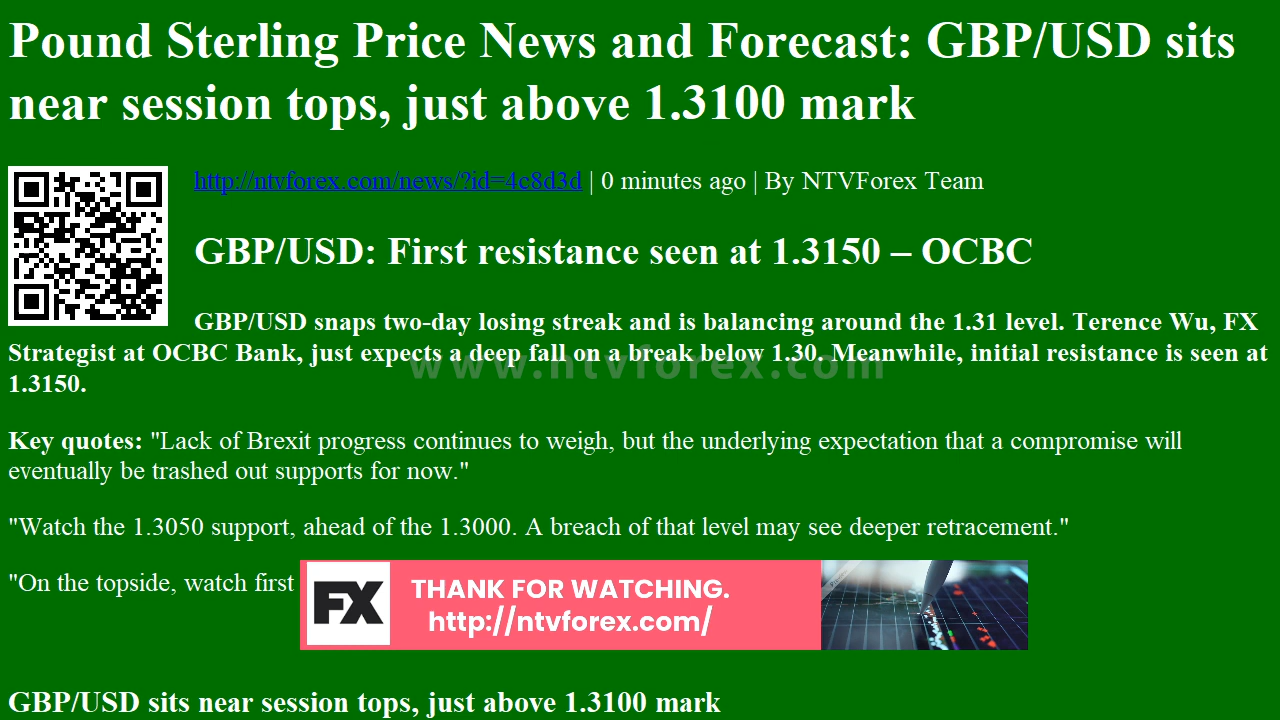 Pound Sterling Price News and Forecast: GBP/USD sits
near session tops, just above 1.3100 mark
http://ntvforex.com/news/?id=4c8d3d | 0 minutes ago | By NTVForex Team
GBP/USD: First resistance seen at 1.3150 – OCBC
GBP/USD snaps two-day losing streak and is balancing around the 1.31 level. Terence Wu, FX
Strategist at OCBC Bank, just expects a deep fall on a break below 1.30. Meanwhile, initial resistance is seen at
www.ntvforex.com
1.3150.
Key quotes: "Lack of Brexit progress continues to weigh, but the underlying expectation that a compromise will
eventually be trashed out supports for now."
"Watch the 1.3050 support, ahead of the 1.3000. A breach of that level may see deeper retracement."
"On the topside, watch first
FX
THANK FOR WATCHING.
http://ntvforex.com/
GBP/USD sits near session tops, just above 1.3100 mark